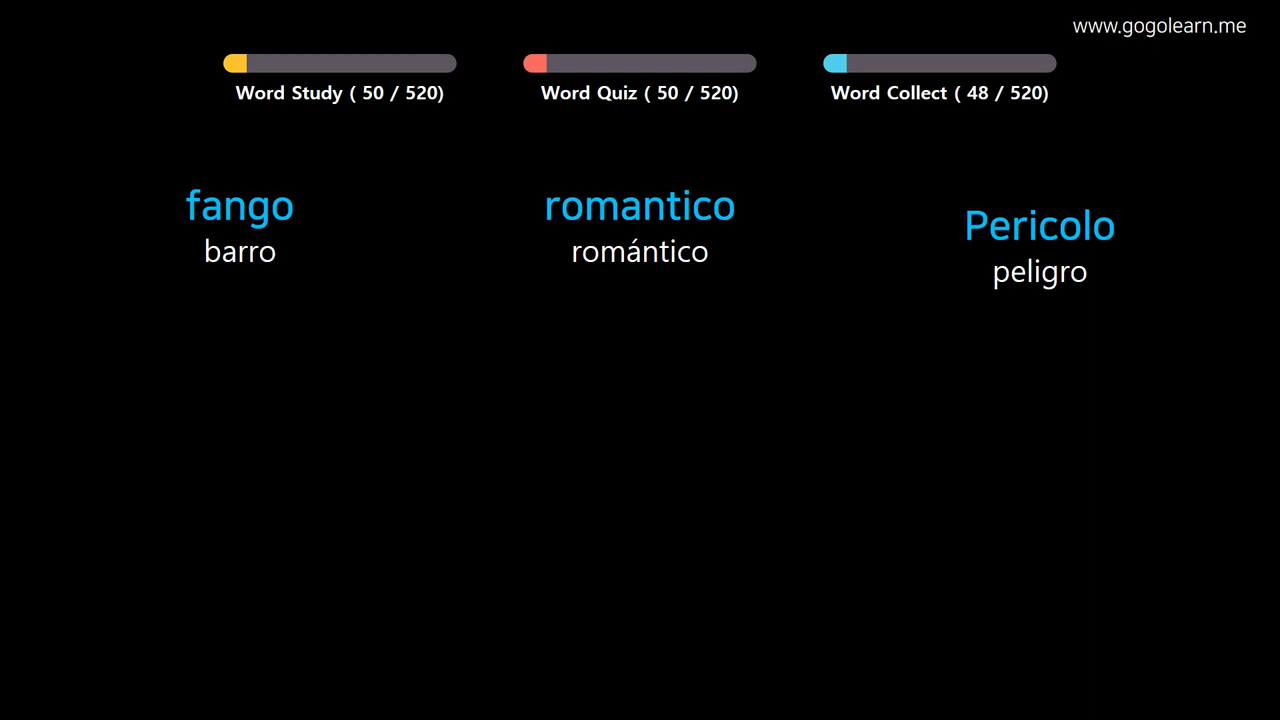 www.gogolearn.me
Word Study ( 50 / 520)
Word Quiz ( 50 / 520)
Word Collect ( 48 / 520)
fango
barro
romantico
romántico
Pericolo
peligro